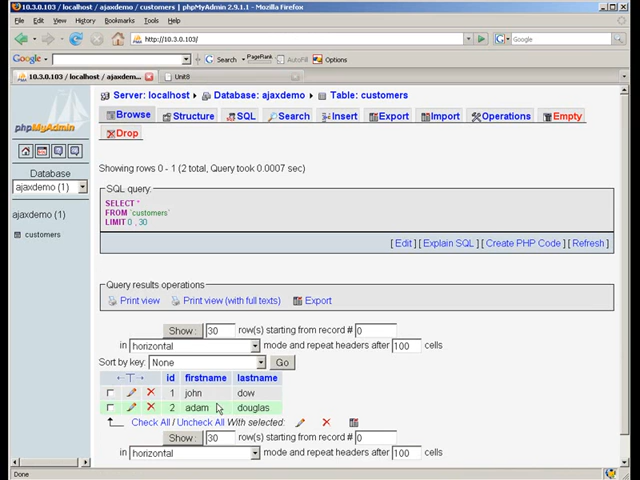 10.3.0.103 / localhost / ajaxdemo / customers | phpMyAdmin 2.9.1.1 - Mozilla Firefox
File Edit View History Bookmarks Tools Help
http://10.3.0.103/
Google
Google Search PageRank AutoFill Options
10.3.0.103 / localhost / ajaxdem... Unit8
phpMyAdmin
Database
ajaxdemo (1)
ajaxdemo (1)
customers
Server: localhost Database: ajaxdemo Table: customers
Browse Structure SQL Search Insert Export Import Operations Empty
Drop
Showing rows 0 - 1 (2 total, Query took 0.0007 sec)
SQL query:
SELECT *
FROM `customers`
LIMIT 0 , 30
[ Edit ] [ Explain SQL ] [ Create PHP Code ] [ Refresh ]
Query results operations
Print view Print view (with full texts) Export
Show : 30 row(s) starting from record # 0
in horizontal mode and repeat headers after 100 cells
Sort by key: None Go
←T→ id firstname lastname
1 john dow
2 adam douglas
Check All / Uncheck All With selected:
Show : 30 row(s) starting from record # 0
in horizontal mode and repeat headers after 100 cells
Done